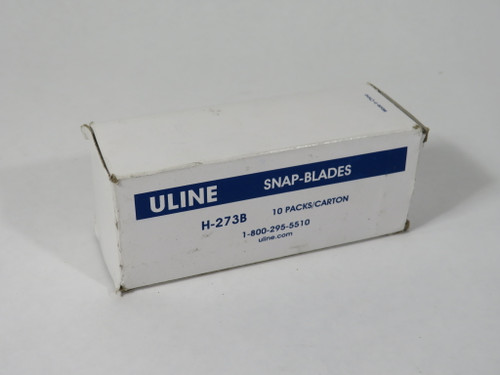 ULINE SNAP-BLADES
H-273B 10 PACKS/CARTON
1-800-295-5510
uline.com